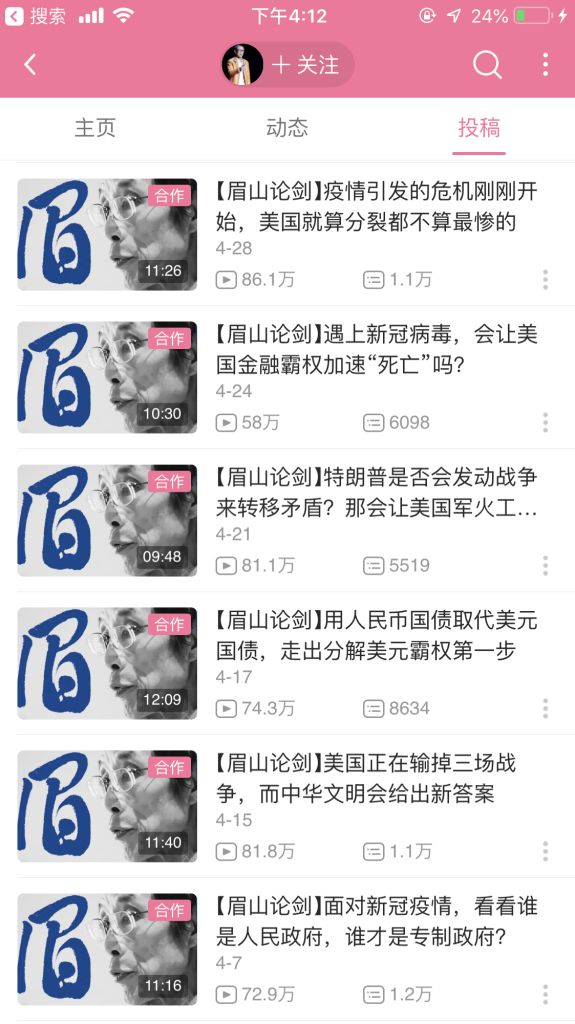 搜索
下午4:12
24%
关注
主页
动态
投稿
眉
合作
11:26
【眉山论剑】疫情引发的危机刚刚开
始，美国就算分裂都不算最惨的
4-28
86.1万
1.1万
眉
合作
10:30
【眉山论剑】遇上新冠病毒，会让美
国金融霸权加速“死亡”吗？
4-24
58万
6098
眉
合作
09:48
【眉山论剑】特朗普是否会发动战争
来转移矛盾？那会让美国军火工...
4-21
81.1万
5519
眉
合作
12:09
【眉山论剑】用人民币国债取代美元
国债，走出分解美元霸权第一步
4-17
74.3万
8634
眉
合作
11:40
【眉山论剑】美国正在输掉三场战
争，而中华文明会给出新答案
4-15
81.8万
1.1万
眉
合作
11:16
【眉山论剑】面对新冠疫情，看看谁
是人民政府，谁才是专制政府？
4-7
72.9万
1.2万